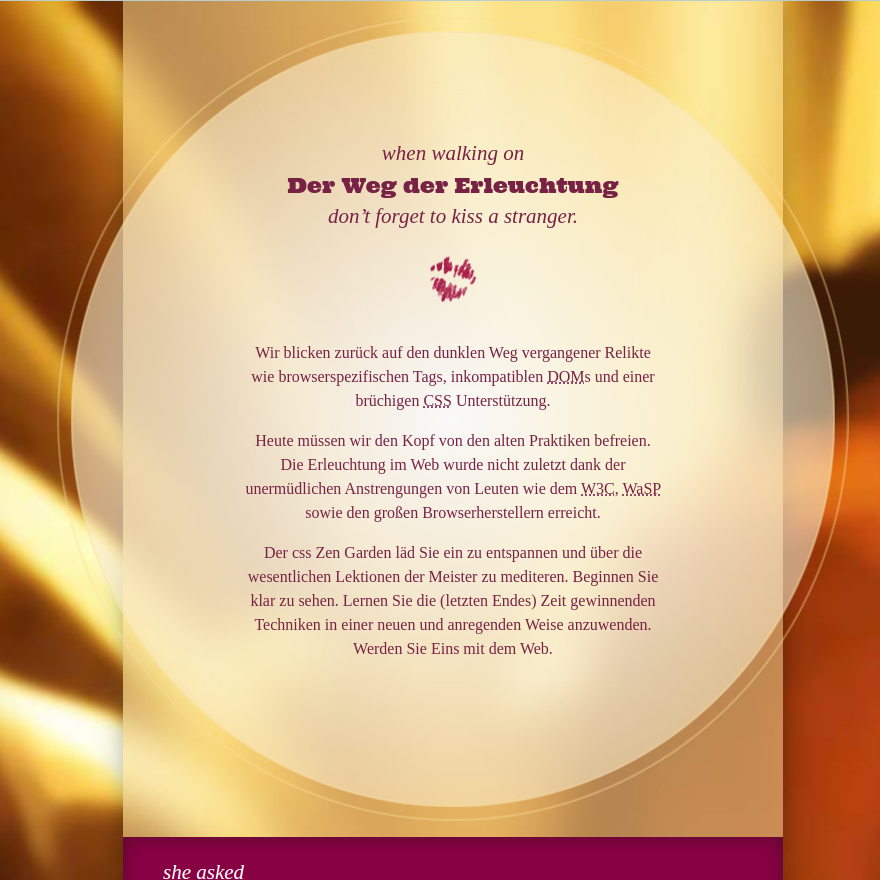 when walking on
Der Weg der Erleuchtung
don’t forget to kiss a stranger.
Wir blicken zurück auf den dunklen Weg vergangener Relikte
wie browserspezifischen Tags, inkompatiblen DOMs und einer
brüchigen CSS Unterstützung.
Heute müssen wir den Kopf von den alten Praktiken befreien.
Die Erleuchtung im Web wurde nicht zuletzt dank der
unermüdlichen Anstrengungen von Leuten wie dem W3C, WaSP
sowie den großen Browserherstellern erreicht.
Der css Zen Garden läd Sie ein zu entspannen und über die
wesentlichen Lektionen der Meister zu mediteren. Beginnen Sie
klar zu sehen. Lernen Sie die (letzten Endes) Zeit gewinnenden
Techniken in einer neuen und anregenden Weise anzuwenden.
Werden Sie Eins mit dem Web.
she asked